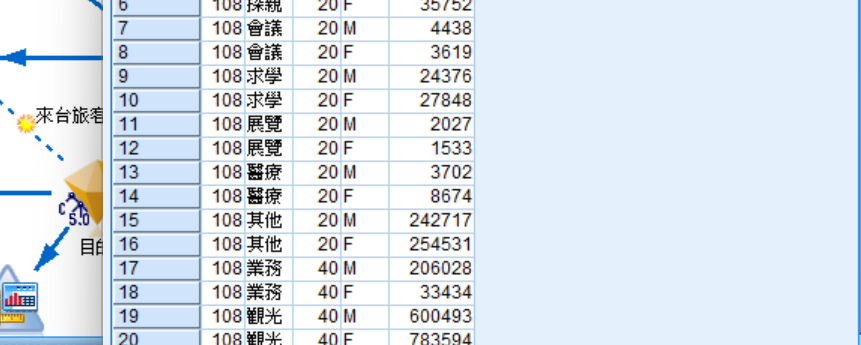 6 108 探親 20 F 35752
7 108 會議 20 M 4438
8 108 會議 20 F 3619
9 108 求學 20 M 24376
10 108 求學 20 F 27848
11 108 展覽 20 M 2027
12 108 展覽 20 F 1533
13 108 醫療 20 M 3702
14 108 醫療 20 F 8674
15 108 其他 20 M 242717
16 108 其他 20 F 254531
17 108 業務 40 M 206028
18 108 業務 40 F 33434
19 108 觀光 40 M 600493
20 108 觀光 40 F 783594
來台旅客
C 5.0
目的